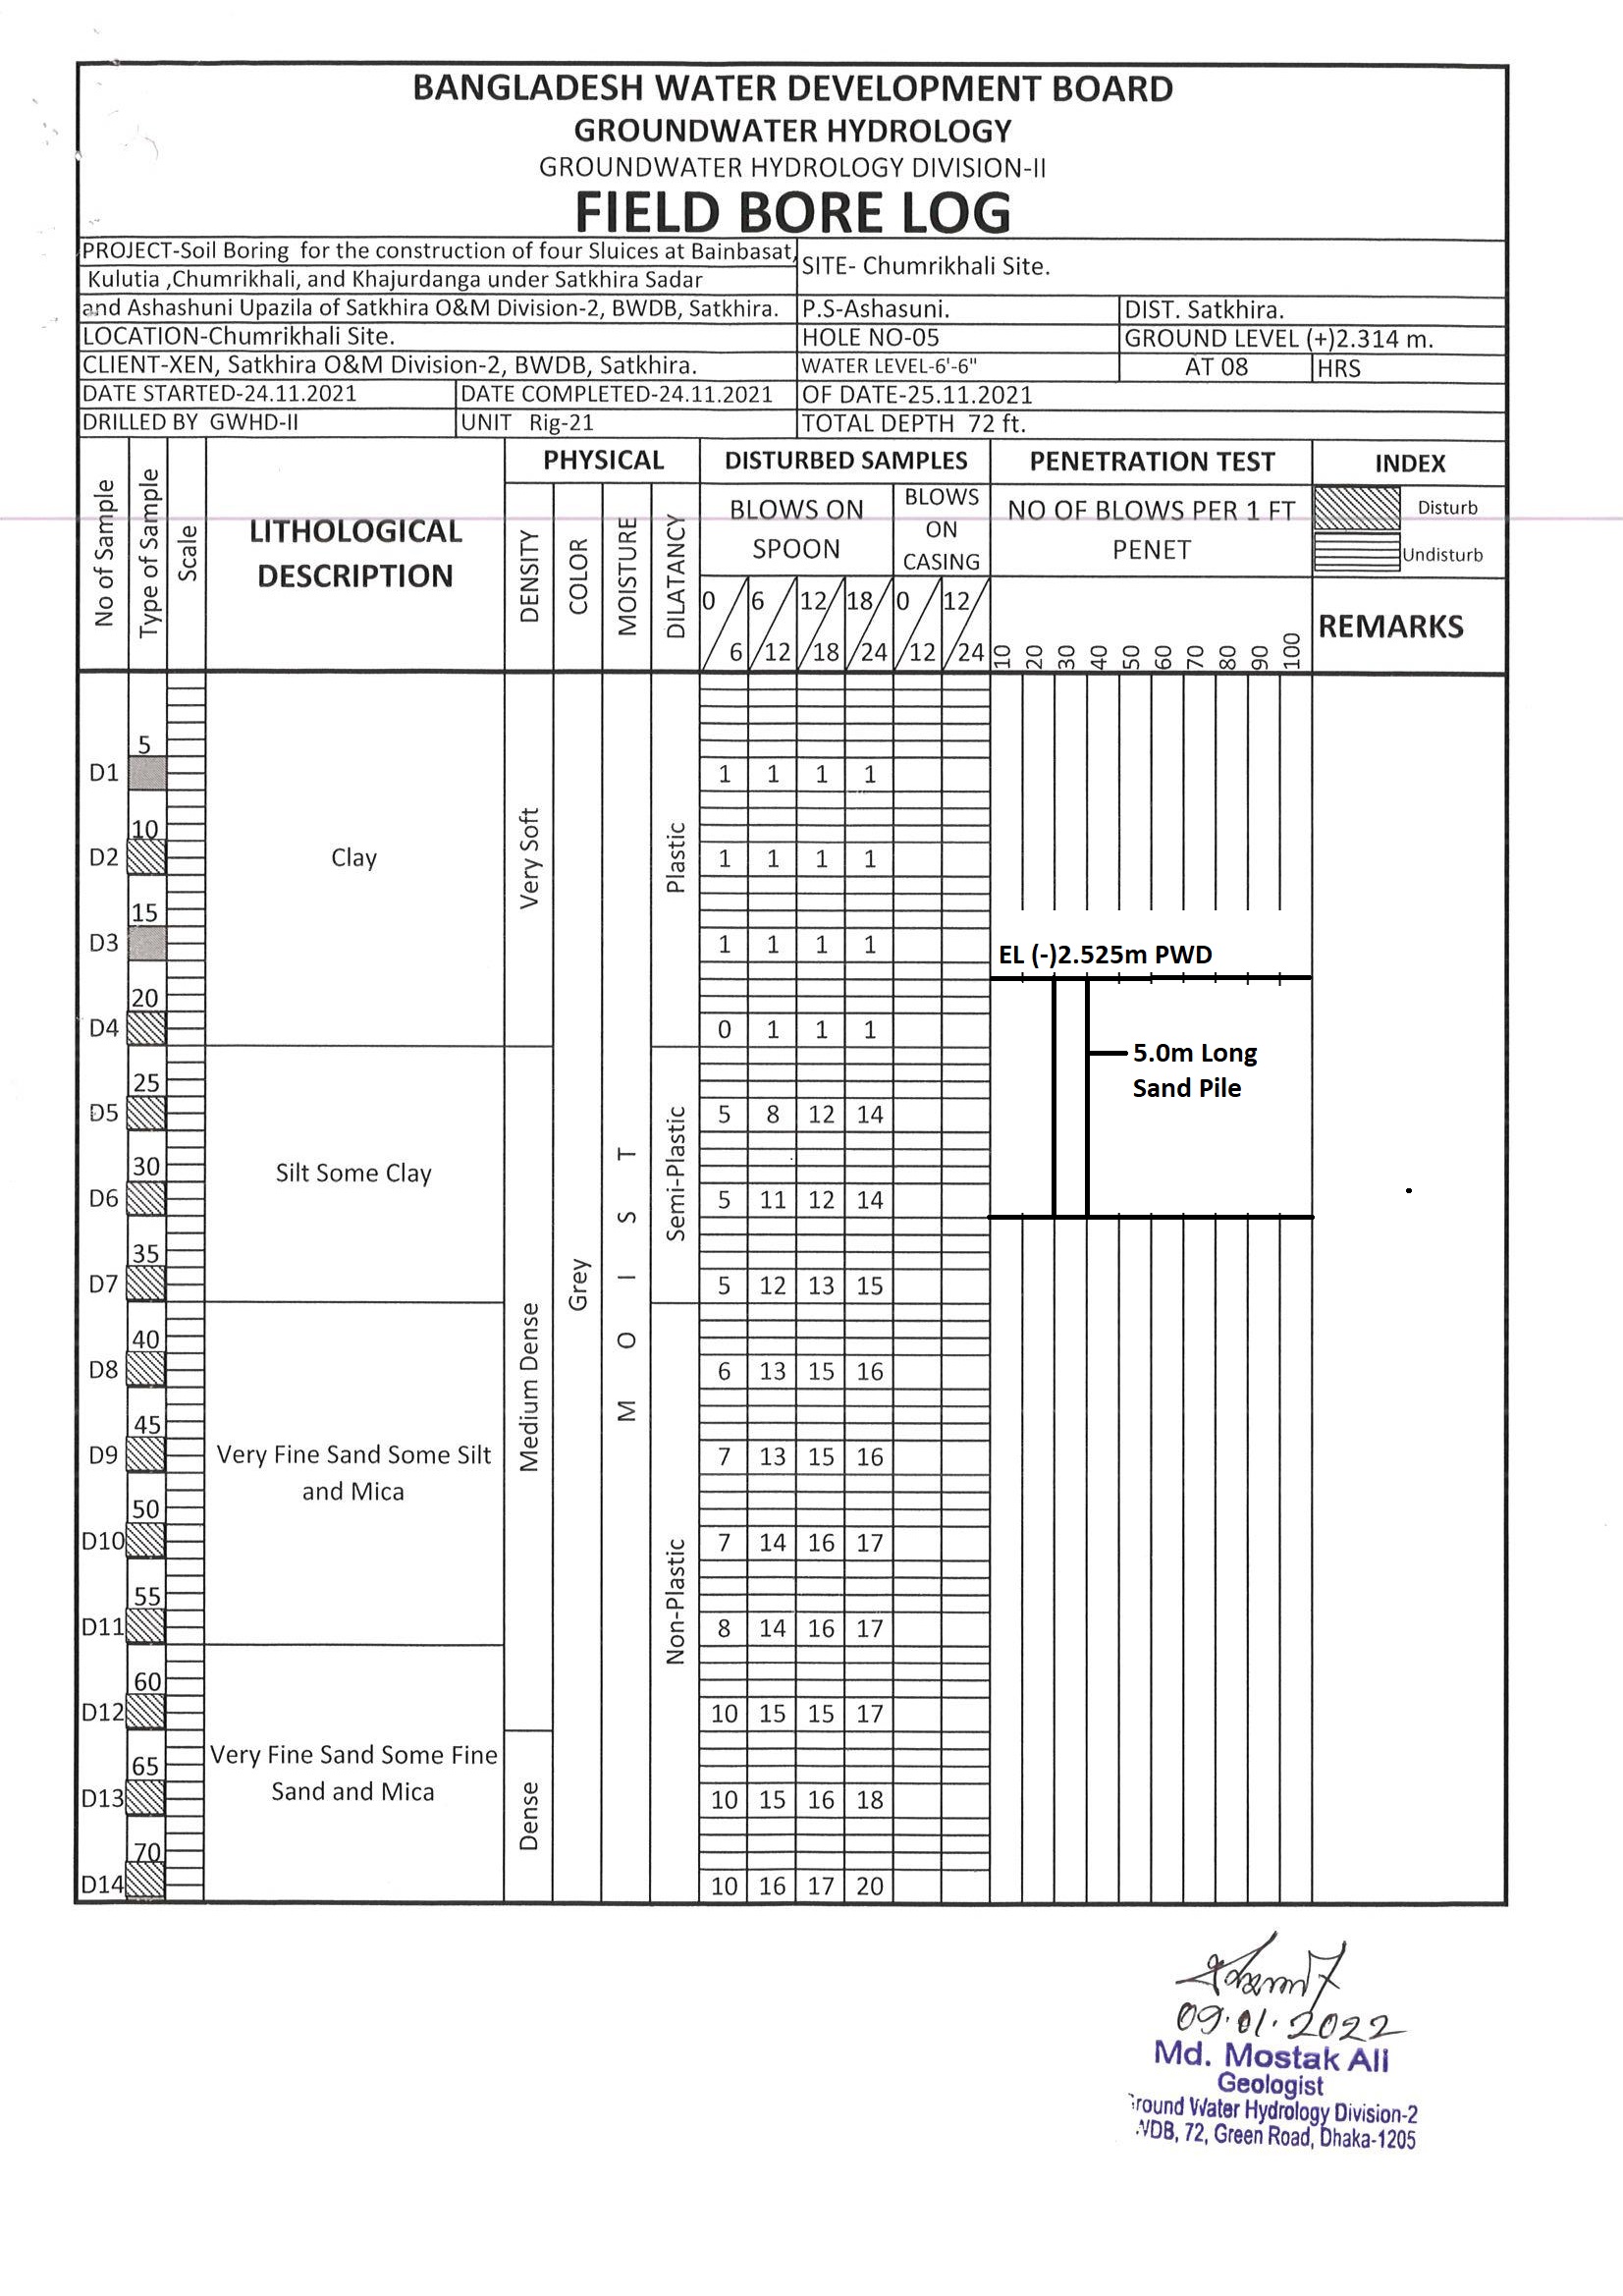 BANGLADESH WATER DEVELOPMENT BOARD
GROUNDWATER HYDROLOGY
GROUNDWATER HYDROLOGY DIVISION-II
FIELD BORE LOG
PROJECT-Soil Boring for the construction of four Sluices at Bainbasat,
Kulutia ,Chumrikhali, and Khajurdanga under Satkhira Sadar
and Ashashuni Upazila of Satkhira O&M Division-2, BWDB, Satkhira.
SITE- Chumrikhali Site.
P.S-Ashasuni. DIST. Satkhira.
LOCATION-Chumrikhali Site. HOLE NO-05 GROUND LEVEL (+)2.314 m.
CLIENT-XEN, Satkhira O&M Division-2, BWDB, Satkhira. WATER LEVEL-6'-6" AT 08 HRS
DATE STARTED-24.11.2021 DATE COMPLETED-24.11.2021 OF DATE-25.11.2021
DRILLED BY GWHD-II UNIT Rig-21 TOTAL DEPTH 72 ft.
No of Sample
Type of Sample
Scale
LITHOLOGICAL
DESCRIPTION
PHYSICAL
DENSITY
COLOR
MOISTURE
DILATANCY
DISTURBED SAMPLES
BLOWS ON
SPOON
BLOWS
ON
CASING
0 6 12 18 0 12
6 12 18 24 12 24
PENETRATION TEST
NO OF BLOWS PER 1 FT
PENET
10 20 30 40 50 60 70 80 90 100
INDEX
Disturb
Undisturb
REMARKS
5
D1 1 1 1 1
10
D2 Clay 1 1 1 1
Very Soft
Plastic
15
D3 1 1 1 1
EL (-)2.525m PWD
20
D4 0 1 1 1
5.0m Long
Sand Pile
25
D5 5 8 12 14
30
Silt Some Clay
Semi-Plastic
D6 5 11 12 14
35
D7 5 12 13 15
Grey
MOIST
40
D8 6 13 15 16
Medium Dense
45
D9 Very Fine Sand Some Silt 7 13 15 16
and Mica
50
D10 7 14 16 17
55
D11 8 14 16 17
Non-Plastic
60
D12 10 15 15 17
Very Fine Sand Some Fine
65
Sand and Mica
D13 10 15 16 18
Dense
70
D14 10 16 17 20
09.01.2022
Md. Mostak Ali
Geologist
round Water Hydrology Division-2
WDB, 72, Green Road, Dhaka-1205